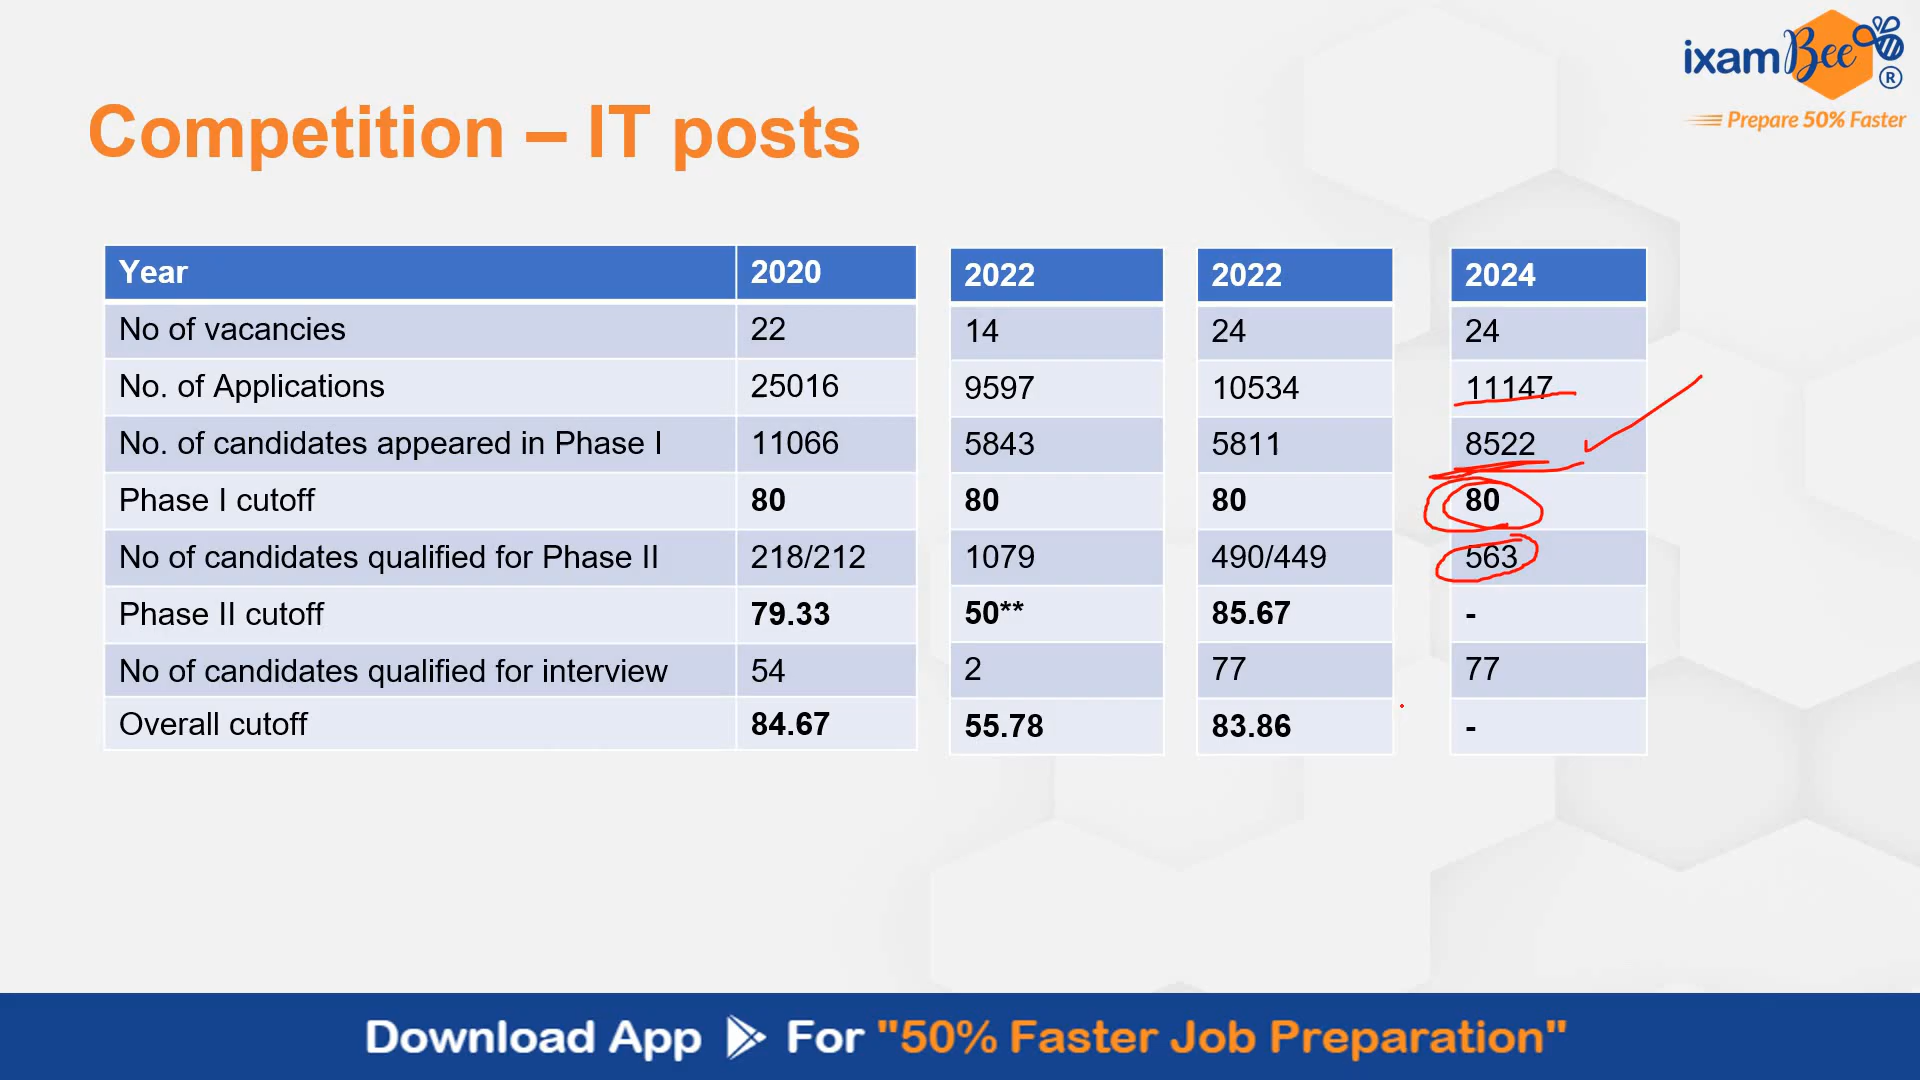 ixamBee
®
Prepare 50% Faster
Competition – IT posts
Year 2020 2022 2022 2024
No of vacancies 22 14 24 24
No. of Applications 25016 9597 10534 11147
No. of candidates appeared in Phase I 11066 5843 5811 8522
Phase I cutoff 80 80 80 80
No of candidates qualified for Phase II 218/212 1079 490/449 563
Phase II cutoff 79.33 50** 85.67 -
No of candidates qualified for interview 54 2 77 77
Overall cutoff 84.67 55.78 83.86 -
Download App For "50% Faster Job Preparation"